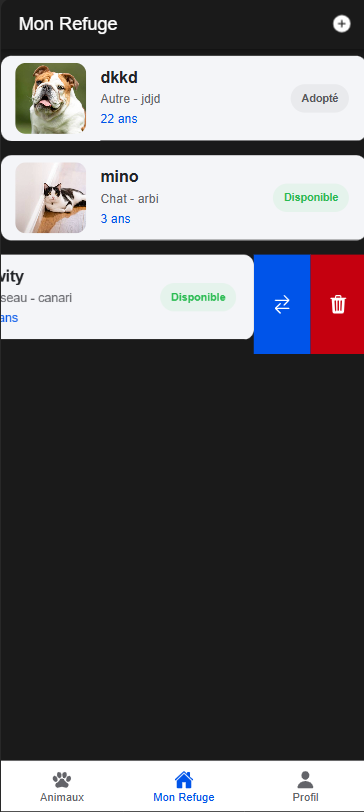 Mon Refuge
dkkd
Autre - jdjd
22 ans
Adopté
mino
Chat - arbi
3 ans
Disponible
vity
seau - canari
ans
Disponible
Animaux
Mon Refuge
Profil